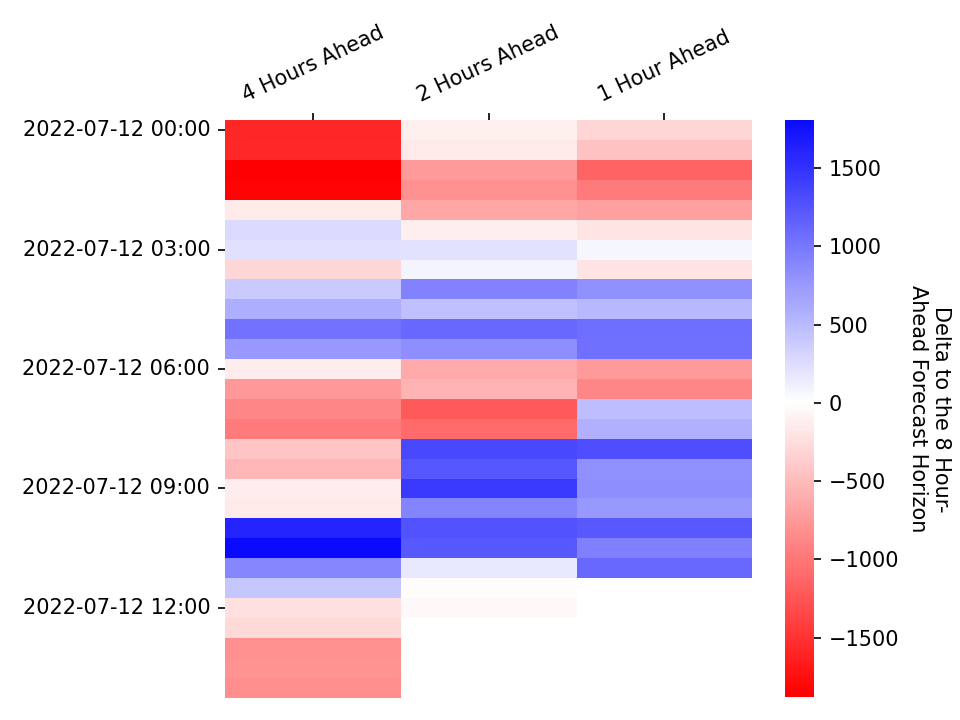 4 Hours Ahead
2 Hours Ahead
1 Hour Ahead
2022-07-12 00:00
2022-07-12 03:00
2022-07-12 06:00
2022-07-12 09:00
2022-07-12 12:00
1500
1000
500
0
−500
−1000
−1500
Delta to the 8 Hour-
Ahead Forecast Horizon